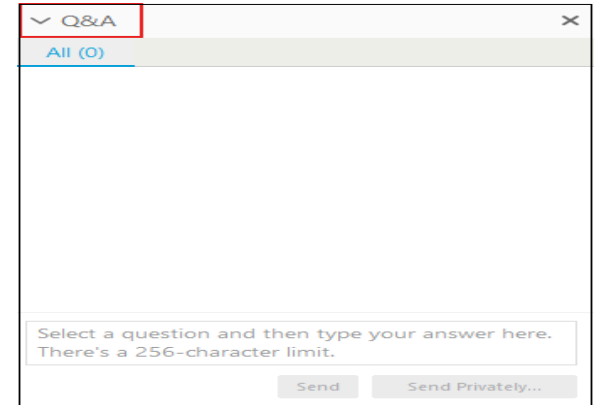 Q&A
All (0)
Select a question and then type your answer here.
There's a 256-character limit.
Send Send Privately...